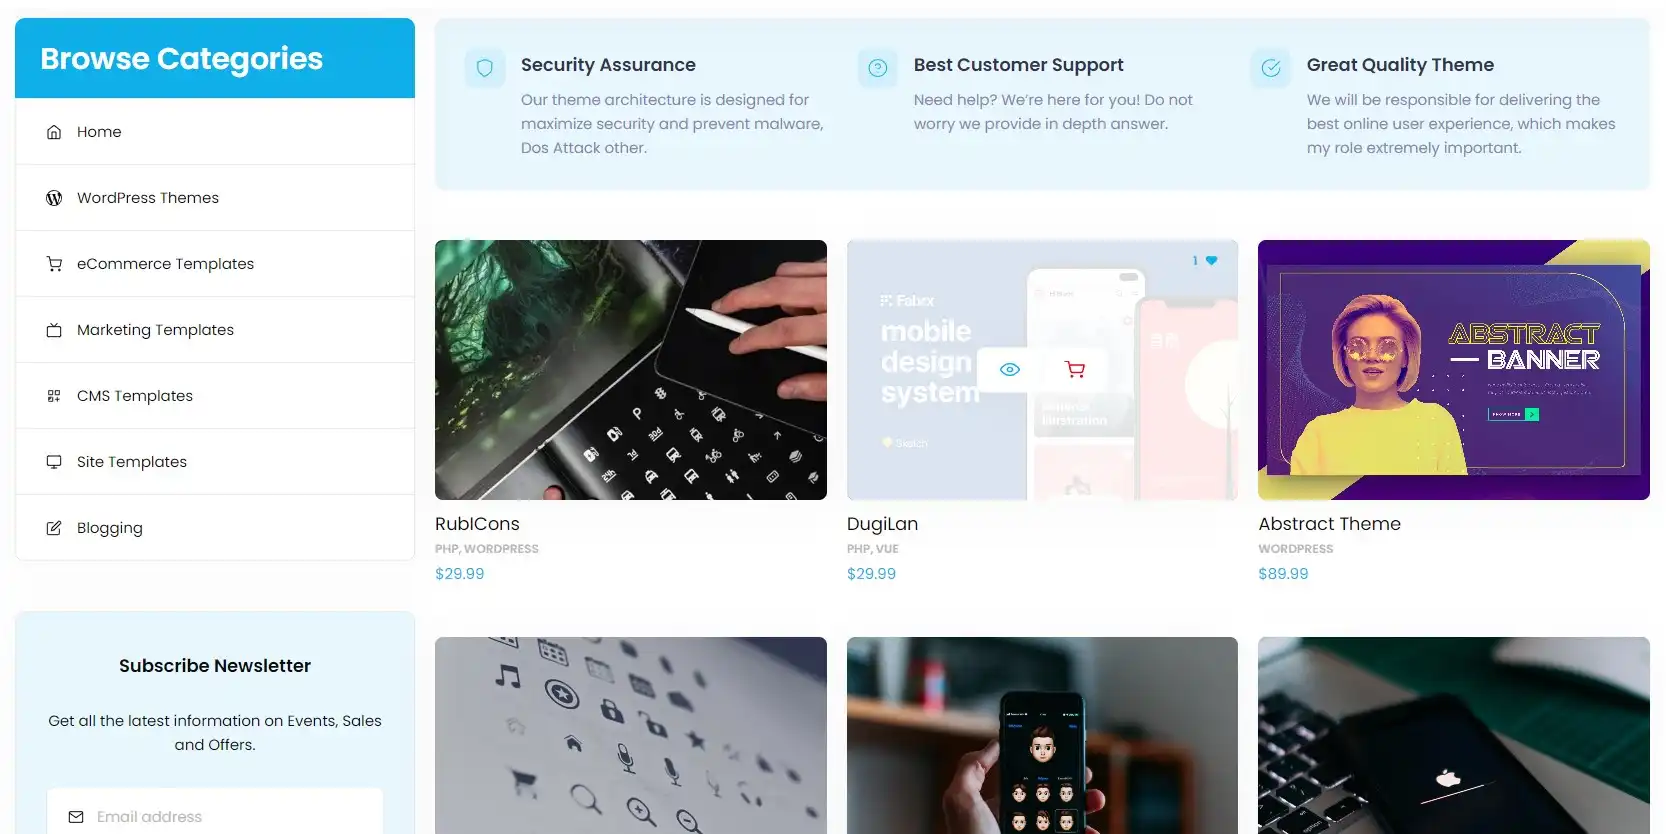 Browse Categories
Home
WordPress Themes
eCommerce Templates
Marketing Templates
CMS Templates
Site Templates
Blogging
Subscribe Newsletter
Get all the latest information on Events, Sales
and Offers.
Email address
Security Assurance
Our theme architecture is designed for
maximize security and prevent malware,
Dos Attack other.
Best Customer Support
Need help? We’re here for you! Do not
worry we provide in depth answer.
Great Quality Theme
We will be responsible for delivering the
best online user experience, which makes
my role extremely important.
RubICons
PHP, WORDPRESS
$29.99
1
mobile
design
system
Sketch
DugiLan
PHP, VUE
$29.99
ABSTRACT
BANNER
KNOW MORE
Abstract Theme
WORDPRESS
$89.99